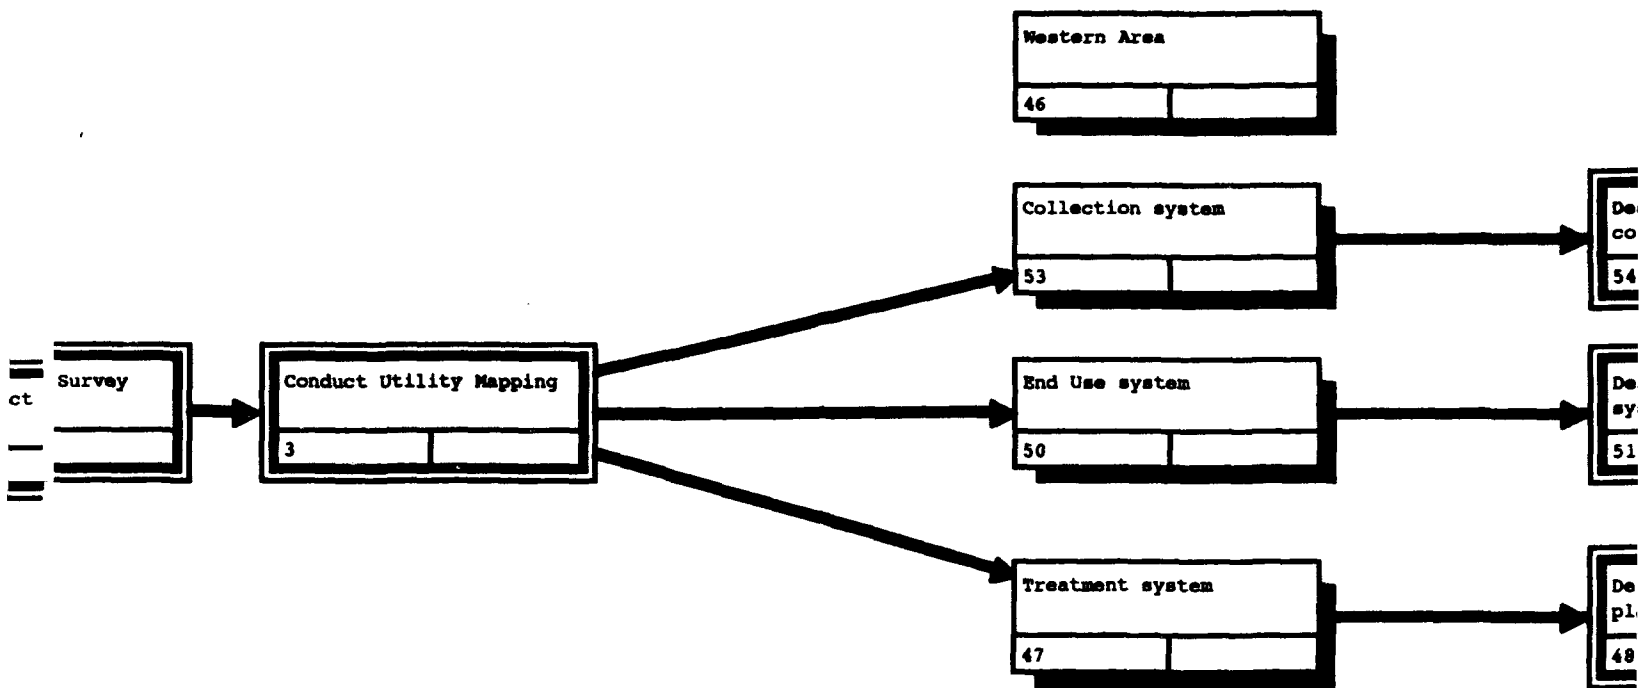 Western Area
46
Collection system
53
54
ct
Survey
Conduct Utility Mapping
3
End Use system
50
51
Treatment system
47
48